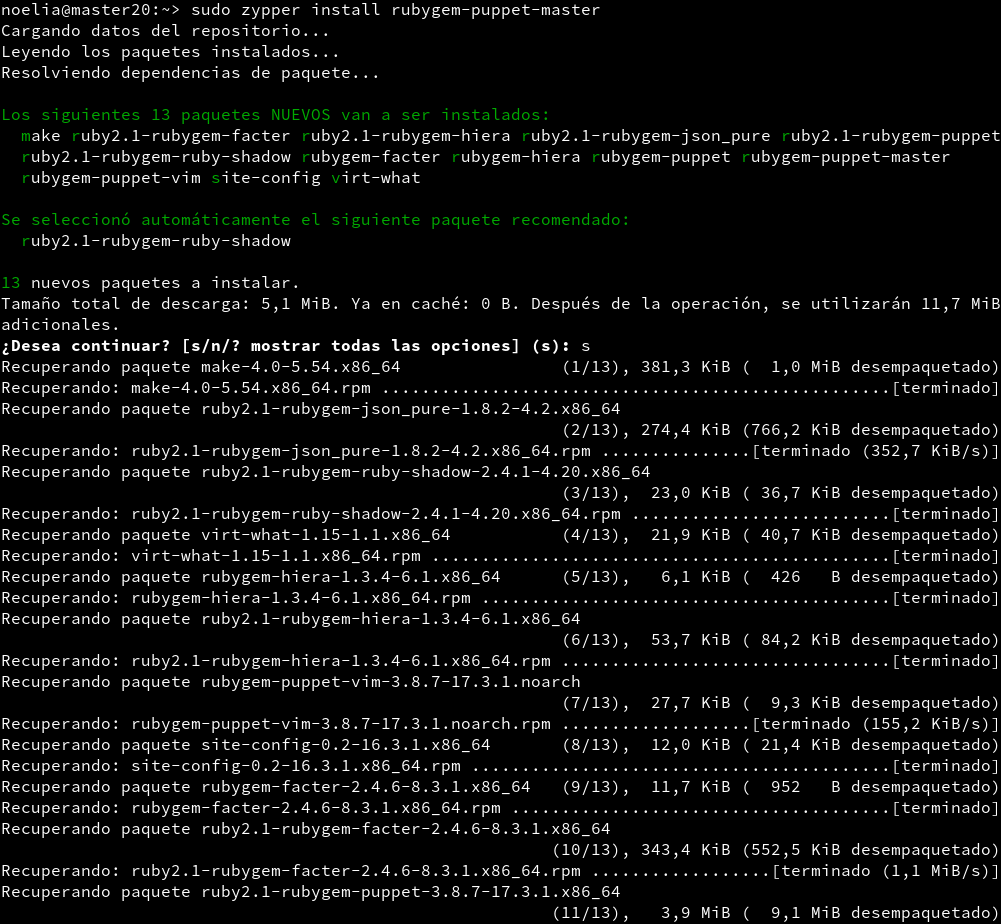 noelia@master20:~> sudo zypper install rubygem-puppet-master
Cargando datos del repositorio...
Leyendo los paquetes instalados...
Resolviendo dependencias de paquete...
Los siguientes 13 paquetes NUEVOS van a ser instalados:
make ruby2.1-rubygem-facter ruby2.1-rubygem-hiera ruby2.1-rubygem-json_pure ruby2.1-rubygem-puppet
ruby2.1-rubygem-ruby-shadow rubygem-facter rubygem-hiera rubygem-puppet rubygem-puppet-master
rubygem-puppet-vim site-config virt-what
Se seleccionó automáticamente el siguiente paquete recomendado:
ruby2.1-rubygem-ruby-shadow
13 nuevos paquetes a instalar.
Tamaño total de descarga: 5,1 MiB. Ya en caché: 0 B. Después de la operación, se utilizarán 11,7 MiB
adicionales.
¿Desea continuar? [s/n/? mostrar todas las opciones] (s): s
Recuperando paquete make-4.0-5.54.x86_64 (1/13), 381,3 KiB ( 1,0 MiB desempaquetado)
Recuperando: make-4.0-5.54.x86_64.rpm ...................................................[terminado]
Recuperando paquete ruby2.1-rubygem-json_pure-1.8.2-4.2.x86_64
(2/13), 274,4 KiB (766,2 KiB desempaquetado)
Recuperando: ruby2.1-rubygem-json_pure-1.8.2-4.2.x86_64.rpm ...............[terminado (352,7 KiB/s)]
Recuperando paquete ruby2.1-rubygem-ruby-shadow-2.4.1-4.20.x86_64
(3/13), 23,0 KiB ( 36,7 KiB desempaquetado)
Recuperando: ruby2.1-rubygem-ruby-shadow-2.4.1-4.20.x86_64.rpm ..........................[terminado]
Recuperando paquete virt-what-1.15-1.1.x86_64 (4/13), 21,9 KiB ( 40,7 KiB desempaquetado)
Recuperando: virt-what-1.15-1.1.x86_64.rpm ..............................................[terminado]
Recuperando paquete rubygem-hiera-1.3.4-6.1.x86_64 (5/13), 6,1 KiB ( 426 B desempaquetado)
Recuperando: rubygem-hiera-1.3.4-6.1.x86_64.rpm .........................................[terminado]
Recuperando paquete ruby2.1-rubygem-hiera-1.3.4-6.1.x86_64
(6/13), 53,7 KiB ( 84,2 KiB desempaquetado)
Recuperando: ruby2.1-rubygem-hiera-1.3.4-6.1.x86_64.rpm .................................[terminado]
Recuperando paquete rubygem-puppet-vim-3.8.7-17.3.1.noarch
(7/13), 27,7 KiB ( 9,3 KiB desempaquetado)
Recuperando: rubygem-puppet-vim-3.8.7-17.3.1.noarch.rpm ...................[terminado (155,2 KiB/s)]
Recuperando paquete site-config-0.2-16.3.1.x86_64 (8/13), 12,0 KiB ( 21,4 KiB desempaquetado)
Recuperando: site-config-0.2-16.3.1.x86_64.rpm ..........................................[terminado]
Recuperando paquete rubygem-facter-2.4.6-8.3.1.x86_64 (9/13), 11,7 KiB ( 952 B desempaquetado)
Recuperando: rubygem-facter-2.4.6-8.3.1.x86_64.rpm ......................................[terminado]
Recuperando paquete ruby2.1-rubygem-facter-2.4.6-8.3.1.x86_64
(10/13), 343,4 KiB (552,5 KiB desempaquetado)
Recuperando: ruby2.1-rubygem-facter-2.4.6-8.3.1.x86_64.rpm ..................[terminado (1,1 MiB/s)]
Recuperando paquete ruby2.1-rubygem-puppet-3.8.7-17.3.1.x86_64
(11/13), 3,9 MiB ( 9,1 MiB desempaquetado)